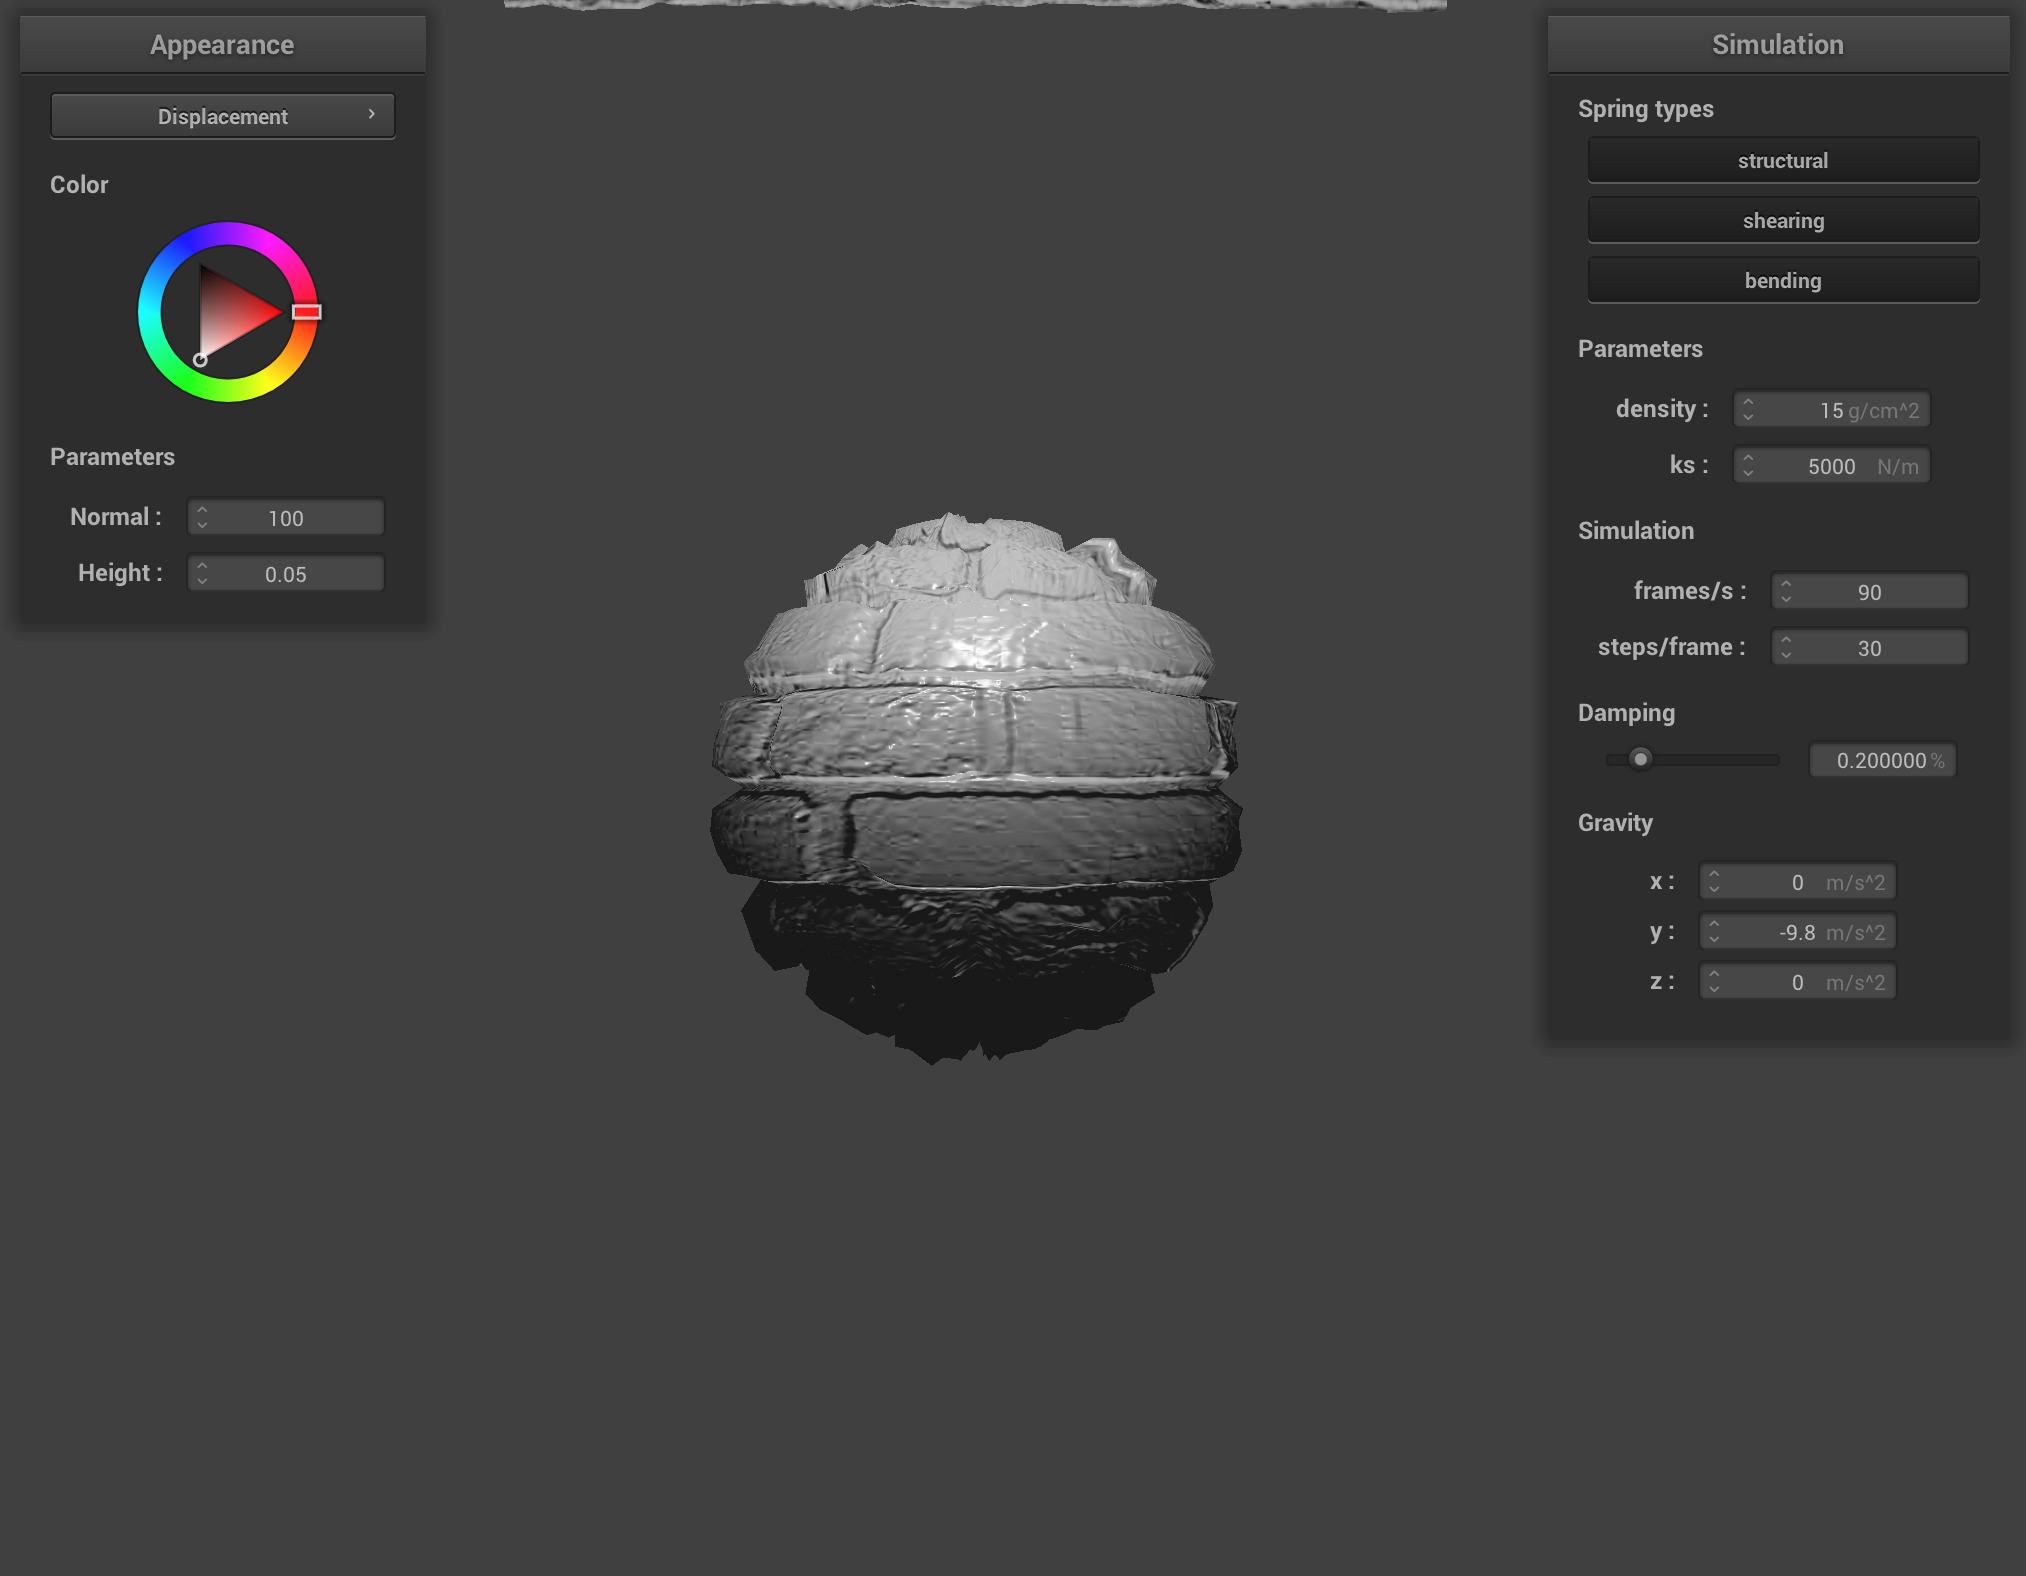 Appearance
Displacement
Color
Parameters
Normal : 100
Height : 0.05
Simulation
Spring types
structural
shearing
bending
Parameters
density : 15 g/cm^2
ks : 5000 N/m
Simulation
frames/s : 90
steps/frame : 30
Damping
0.200000 %
Gravity
x : 0 m/s^2
y : -9.8 m/s^2
z : 0 m/s^2